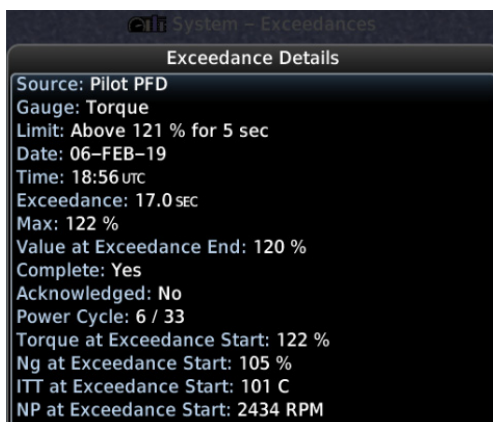 System – Exceedances
Exceedance Details
Source: Pilot PFD
Gauge: Torque
Limit: Above 121 % for 5 sec
Date: 06–FEB–19
Time: 18:56 UTC
Exceedance: 17.0 SEC
Max: 122 %
Value at Exceedance End: 120 %
Complete: Yes
Acknowledged: No
Power Cycle: 6 / 33
Torque at Exceedance Start: 122 %
Ng at Exceedance Start: 105 %
ITT at Exceedance Start: 101 C
NP at Exceedance Start: 2434 RPM